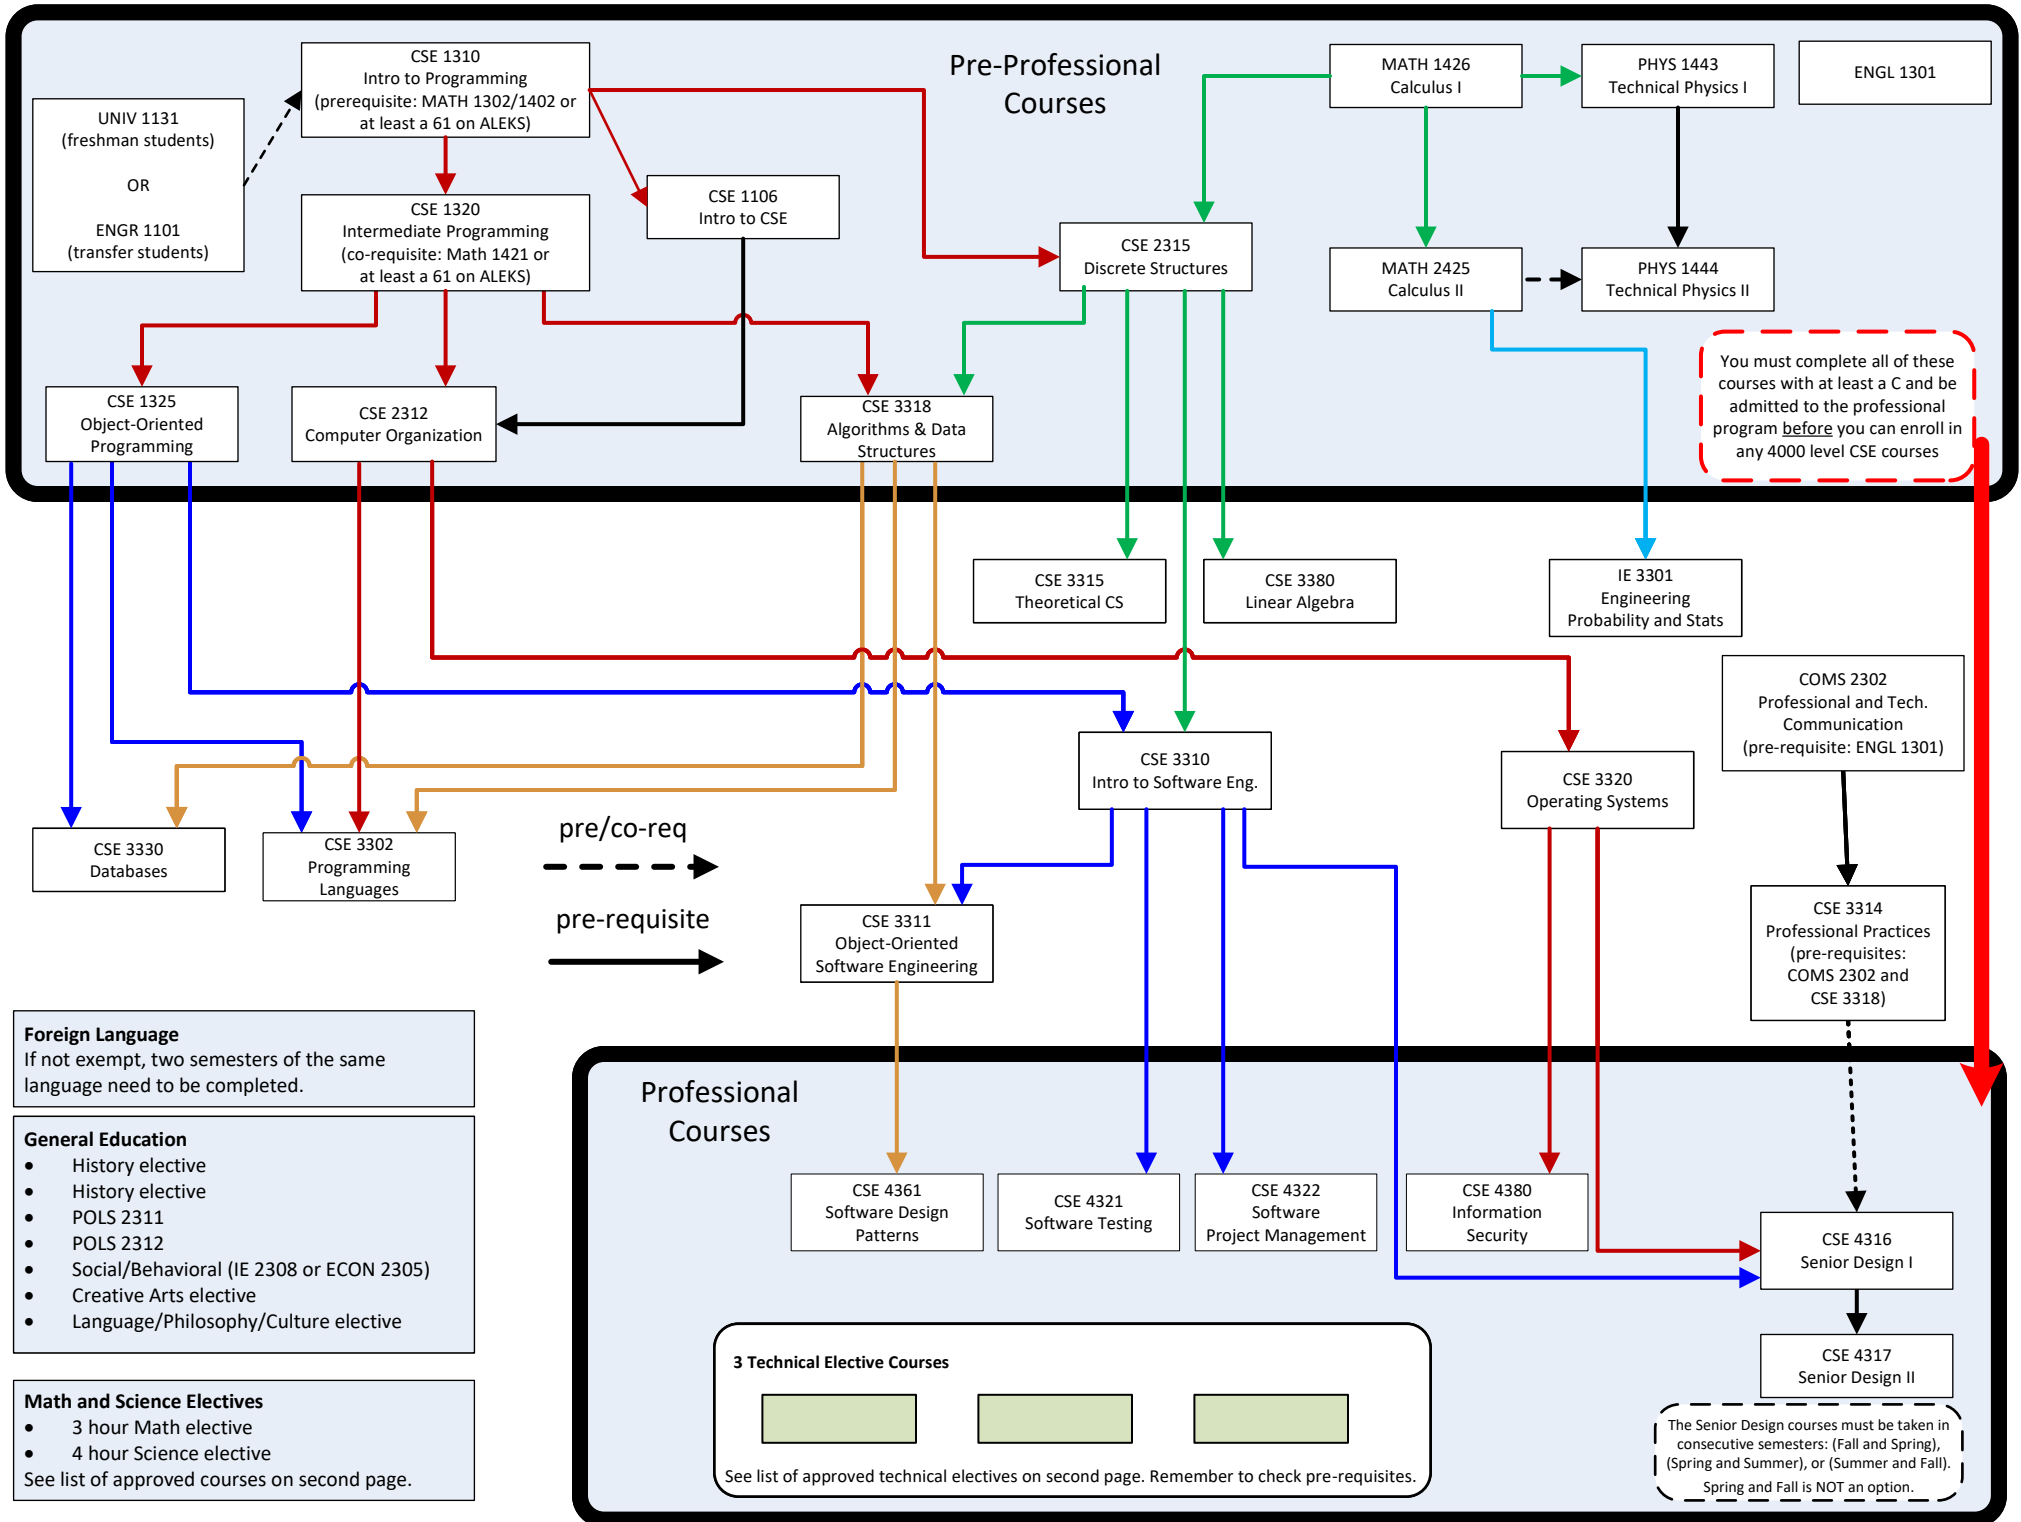 Pre-Professional
Courses
CSE 1310
Intro to Programming
(prerequisite: MATH 1302/1402 or
at least a 61 on ALEKS)
MATH 1426
Calculus I
PHYS 1443
Technical Physics I
ENGL 1301
UNIV 1131
(freshman students)
OR
ENGR 1101
(transfer students)
CSE 1320
Intermediate Programming
(co-requisite: Math 1421 or
at least a 61 on ALEKS)
CSE 1106
Intro to CSE
CSE 2315
Discrete Structures
MATH 2425
Calculus II
PHYS 1444
Technical Physics II
You must complete all of these
courses with at least a C and be
admitted to the professional
program before you can enroll in
any 4000 level CSE courses
CSE 1325
Object-Oriented
Programming
CSE 2312
Computer Organization
CSE 3318
Algorithms & Data
Structures
CSE 3315
Theoretical CS
CSE 3380
Linear Algebra
IE 3301
Engineering
Probability and Stats
COMS 2302
Professional and Tech.
Communication
(pre-requisite: ENGL 1301)
CSE 3310
Intro to Software Eng.
CSE 3320
Operating Systems
CSE 3330
Databases
CSE 3302
Programming
Languages
pre/co-req
pre-requisite
CSE 3311
Object-Oriented
Software Engineering
CSE 3314
Professional Practices
(pre-requisites:
COMS 2302 and
CSE 3318)
Foreign Language
If not exempt, two semesters of the same
language need to be completed.
General Education
• History elective
• History elective
• POLS 2311
• POLS 2312
• Social/Behavioral (IE 2308 or ECON 2305)
• Creative Arts elective
• Language/Philosophy/Culture elective
Math and Science Electives
• 3 hour Math elective
• 4 hour Science elective
See list of approved courses on second page.
Professional
Courses
CSE 4361
Software Design
Patterns
CSE 4321
Software Testing
CSE 4322
Software
Project Management
CSE 4380
Information
Security
CSE 4316
Senior Design I
CSE 4317
Senior Design II
3 Technical Elective Courses
See list of approved technical electives on second page. Remember to check pre-requisites.
The Senior Design courses must be taken in
consecutive semesters: (Fall and Spring),
(Spring and Summer), or (Summer and Fall).
Spring and Fall is NOT an option.